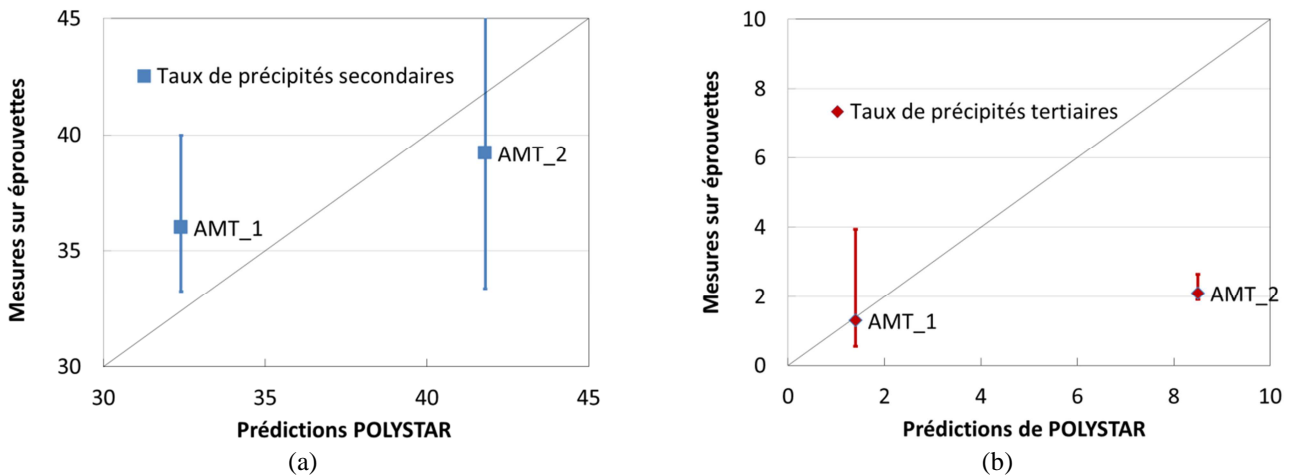 45
40
35
30
Mesures sur éprouvettes
Taux de précipités secondaires
AMT_1
AMT_2
30 35 40 45
Prédictions POLYSTAR
(a)
10
8
6
4
2
0
Mesures sur éprouvettes
Taux de précipités tertiaires
AMT_1
AMT_2
0 2 4 6 8 10
Prédictions de POLYSTAR
(b)